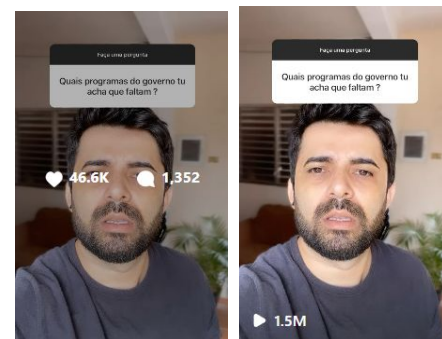 Faça uma pergunta
Quais programas do governo tu
acha que faltam ?
46.6K 1,352
Faça uma pergunta
Quais programas do governo tu
acha que faltam ?
1.5M